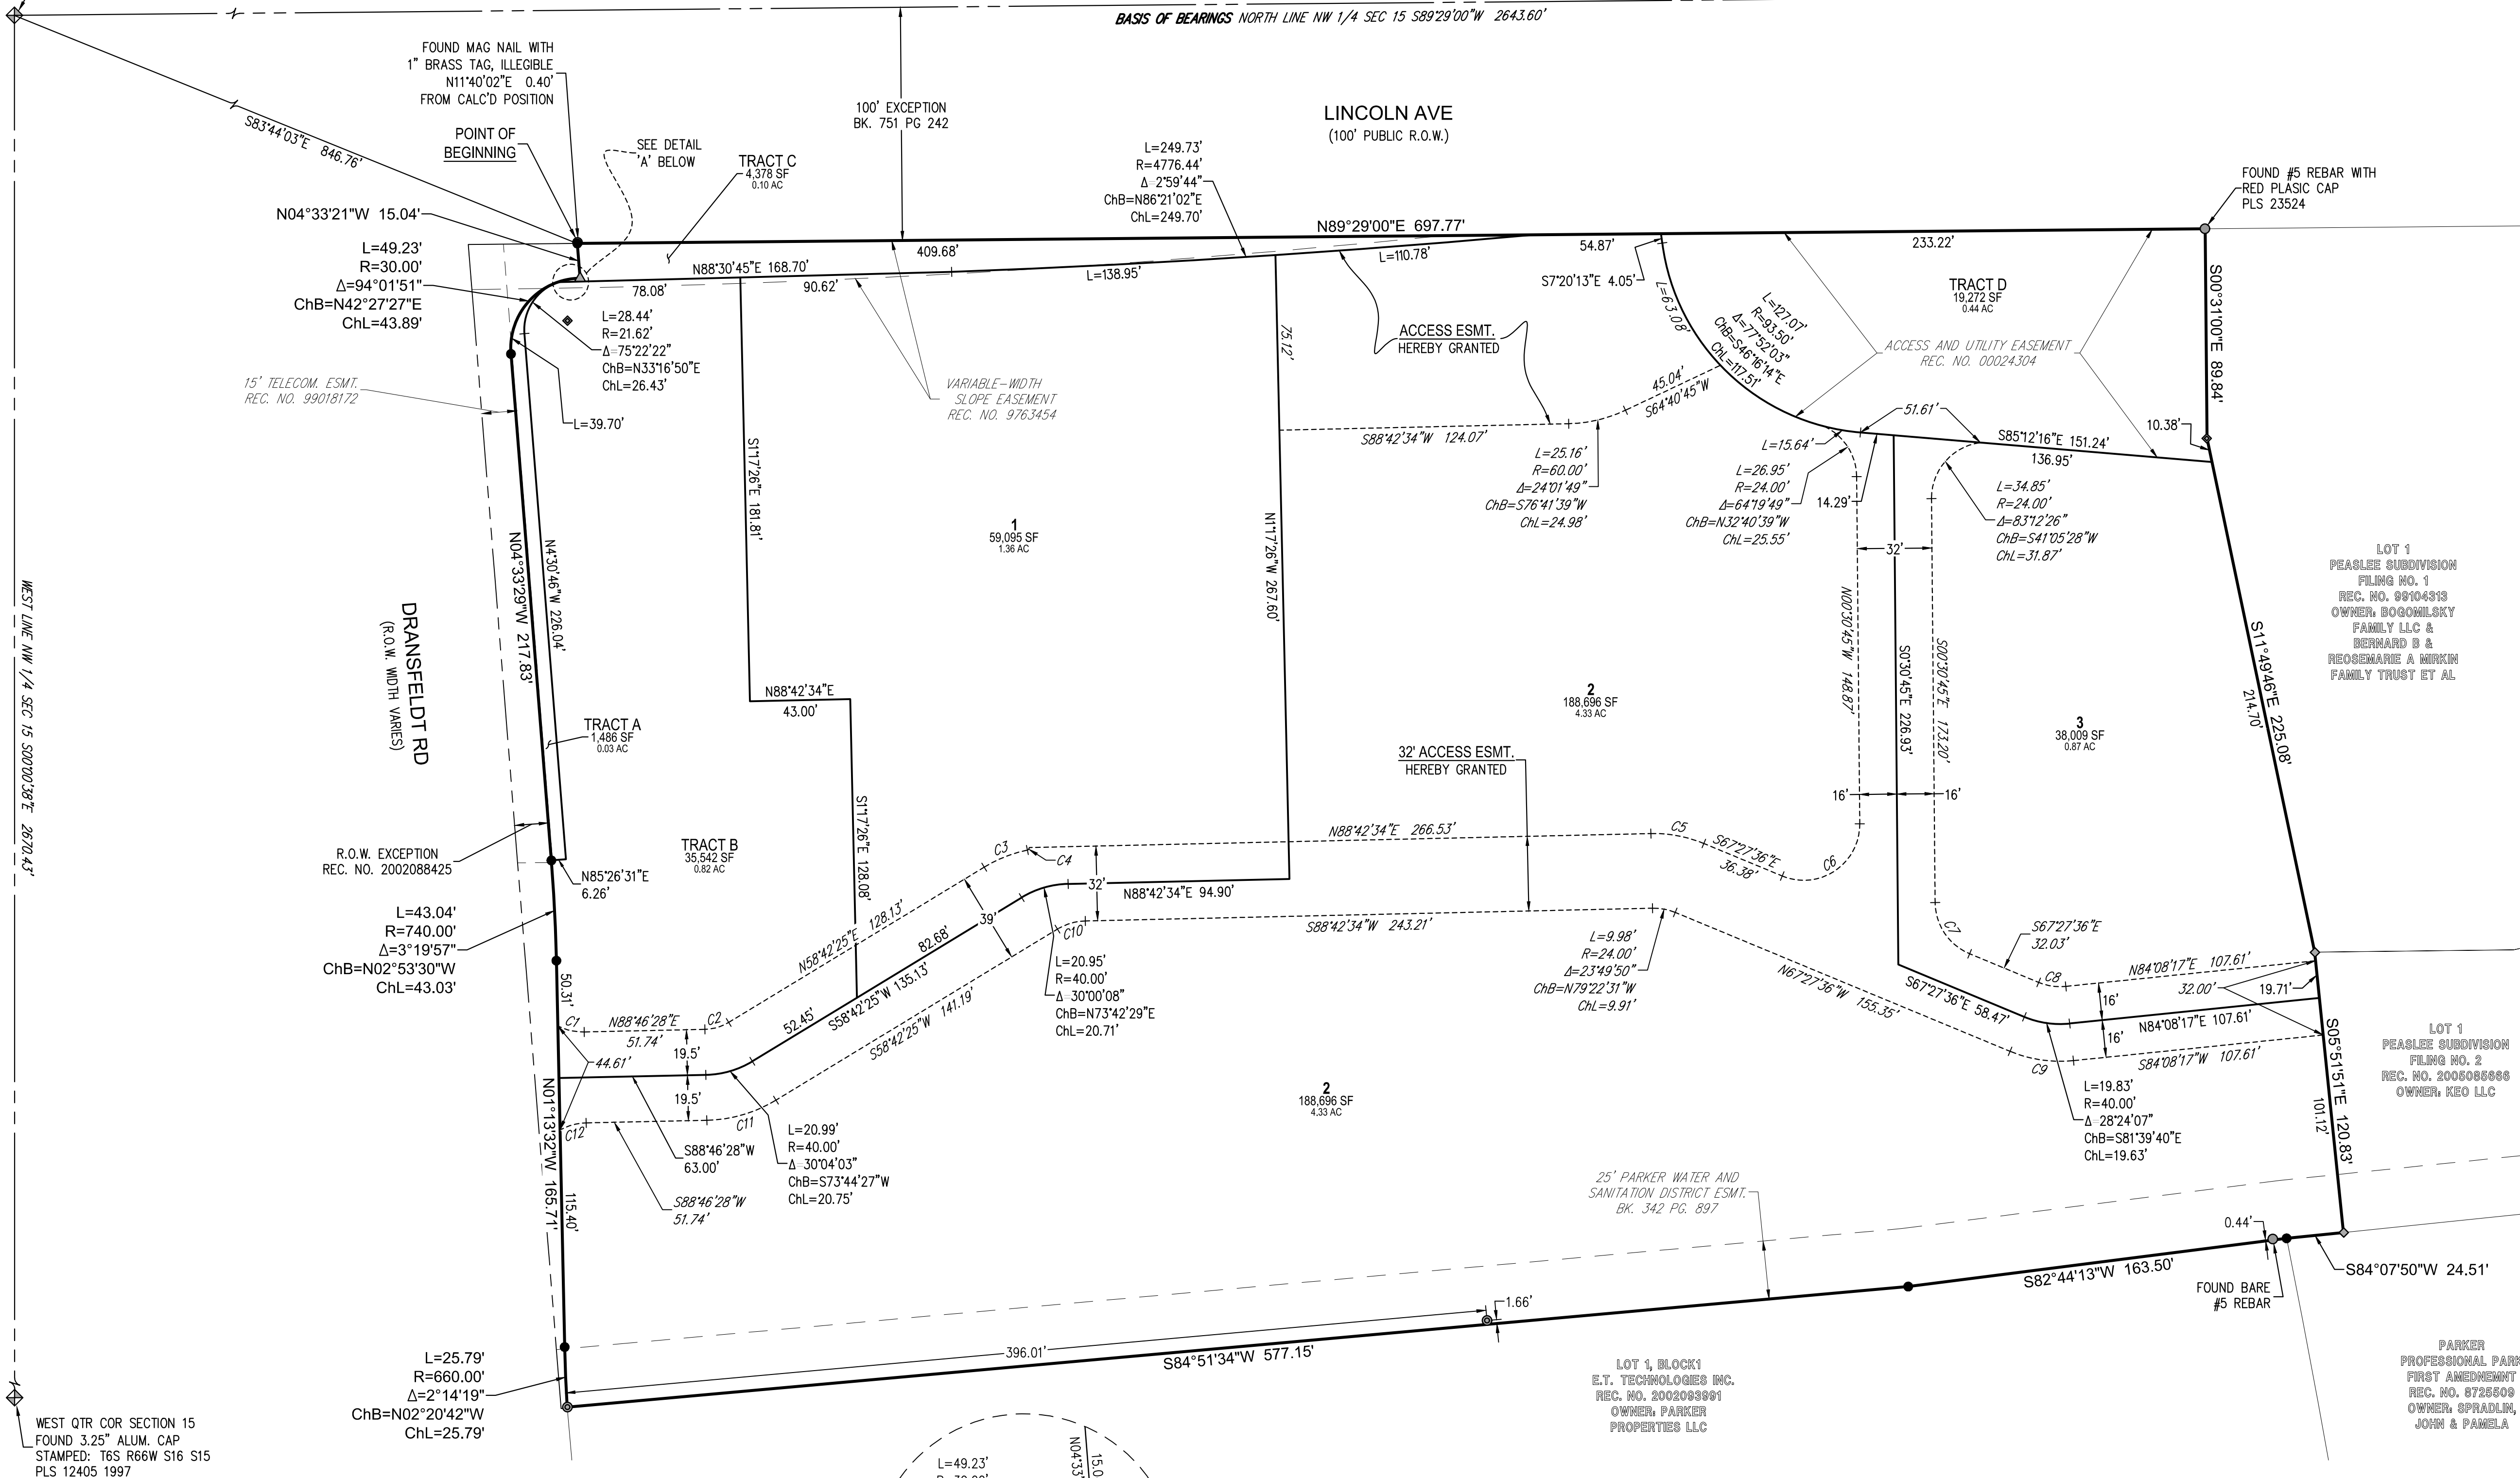 BASIS OF BEARINGS NORTH LINE NW 1/4 SEC 15 S89°29'00"W 2643.60'
FOUND MAG NAIL WITH
1" BRASS TAG, ILLEGIBLE
N11°40'02"E 0.40'
FROM CALC'D POSITION
S83°44'03"E 846.76'
POINT OF
BEGINNING
SEE DETAIL
'A' BELOW
TRACT C
4,378 SF
0.10 AC
100' EXCEPTION
BK. 751 PG 242
LINCOLN AVE
(100' PUBLIC R.O.W.)
L=249.73'
R=4776.44'
Δ=2°59'44"
ChB=N86°21'02"E
ChL=249.70'
FOUND #5 REBAR WITH
RED PLASIC CAP
PLS 23524
N04°33'21"W 15.04'
L=49.23'
R=30.00'
Δ=94°01'51"
ChB=N42°27'27"E
ChL=43.89'
N89°29'00"E 697.77'
409.68'
54.87'
233.22'
N88°30'45"E 168.70'
78.08'
90.62'
L=138.95'
L=110.78'
S7°20'13"E 4.05'
L=63.08'
L=127.07'
R=93.50'
Δ=77°52'03"
ChB=S46°16'14"E
ChL=117.51'
TRACT D
19,272 SF
0.44 AC
S00°31'00"E 89.84'
L=28.44'
R=21.62'
Δ=75°22'22"
ChB=N33°16'50"E
ChL=26.43'
L=39.70'
15' TELECOM. ESMT.
REC. NO. 99018172
VARIABLE-WIDTH
SLOPE EASEMENT
REC. NO. 9763454
75.12'
ACCESS ESMT.
HEREBY GRANTED
ACCESS AND UTILITY EASEMENT
REC. NO. 00024304
45.04'
S64°40'45"W
S88°42'34"W 124.07'
51.61'
10.38'
S85°12'16"E 151.24'
136.95'
L=15.64'
L=25.16'
R=60.00'
Δ=24°01'49"
ChB=S76°41'39"W
ChL=24.98'
L=26.95'
R=24.00'
Δ=64°19'49"
ChB=N32°40'39"W
ChL=25.55'
14.29'
L=34.85'
R=24.00'
Δ=83°12'26"
ChB=S41°05'28"W
ChL=31.87'
32'
S1°17'26"E 181.81'
1
59,095 SF
1.36 AC
N1°17'26"W 267.60'
LOT 1
PEASLEE SUBDIVISION
FILING NO. 1
REC. NO. 99104313
OWNER: BOGOMILSKY
FAMILY LLC &
BERNARD B &
REOSEMARIE A MIRKIN
FAMILY TRUST ET AL
WEST LINE NW 1/4 SEC 15 S00°00'38"E 2670.43'
DRANSFELDT RD
(R.O.W. WIDTH VARIES)
N04°33'29"W 217.83'
N4°30'46"W 226.04'
N00°30'45"W 148.87'
S0°30'45"E 226.93'
S00°30'45"E 173.20'
S11°49'46"E 225.08'
214.70'
N88°42'34"E
43.00'
2
188,696 SF
4.33 AC
3
38,009 SF
0.87 AC
TRACT A
1,486 SF
0.03 AC
32' ACCESS ESMT.
HEREBY GRANTED
16'
16'
TRACT B
35,542 SF
0.82 AC
S1°17'26"E 128.08'
R.O.W. EXCEPTION
REC. NO. 2002088425
N85°26'31"E
6.26'
C3
C4
N88°42'34"E 266.53'
C5
S67°27'36"E
36.38'
C6
32'
N88°42'34"E 94.90'
L=43.04'
R=740.00'
Δ=3°19'57"
ChB=N02°53'30"W
ChL=43.03'
N58°42'25"E 128.13'
39'
82.68'
C10
S88°42'34"W 243.21'
S58°42'25"W 135.13'
52.45'
S58°42'25"W 141.19'
L=20.95'
R=40.00'
Δ=30°00'08"
ChB=N73°42'29"E
ChL=20.71'
L=9.98'
R=24.00'
Δ=23°49'50"
ChB=N79°22'31"W
ChL=9.91'
N67°27'36"W 155.35'
C7
S67°27'36"E
32.03'
C8
N84°08'17"E 107.61'
32.00'
19.71'
S67°27'36"E 58.47'
16'
N84°08'17"E 107.61'
16'
S84°08'17"W 107.61'
C9
50.31'
C1
N88°46'28"E
51.74'
C2
19.5'
44.61'
19.5'
C12
C11
S88°46'28"W
63.00'
S88°46'28"W
51.74'
L=20.99'
R=40.00'
Δ=30°04'03"
ChB=S73°44'27"W
ChL=20.75'
N01°13'32"W 165.71'
115.40'
2
188,696 SF
4.33 AC
L=19.83'
R=40.00'
Δ=28°24'07"
ChB=S81°39'40"E
ChL=19.63'
S05°51'51"E 120.83'
101.12'
LOT 1
PEASLEE SUBDIVISION
FILING NO. 2
REC. NO. 2005085666
OWNER: KEO LLC
25' PARKER WATER AND
SANITATION DISTRICT ESMT.
BK. 342 PG. 897
0.44'
S84°07'50"W 24.51'
S82°44'13"W 163.50'
FOUND BARE
#5 REBAR
1.66'
396.01'
S84°51'34"W 577.15'
L=25.79'
R=660.00'
Δ=2°14'19"
ChB=N02°20'42"W
ChL=25.79'
LOT 1, BLOCK1
E.T. TECHNOLOGIES INC.
REC. NO. 2002093991
OWNER: PARKER
PROPERTIES LLC
PARKER
PROFESSIONAL PARK
FIRST AMEDNEMNT
REC. NO. 8725509
OWNER: SPRADLIN,
JOHN & PAMELA
WEST QTR COR SECTION 15
FOUND 3.25" ALUM. CAP
STAMPED: T6S R66W S16 S15
PLS 12405 1997
L=49.23'
N04°33'
15.0